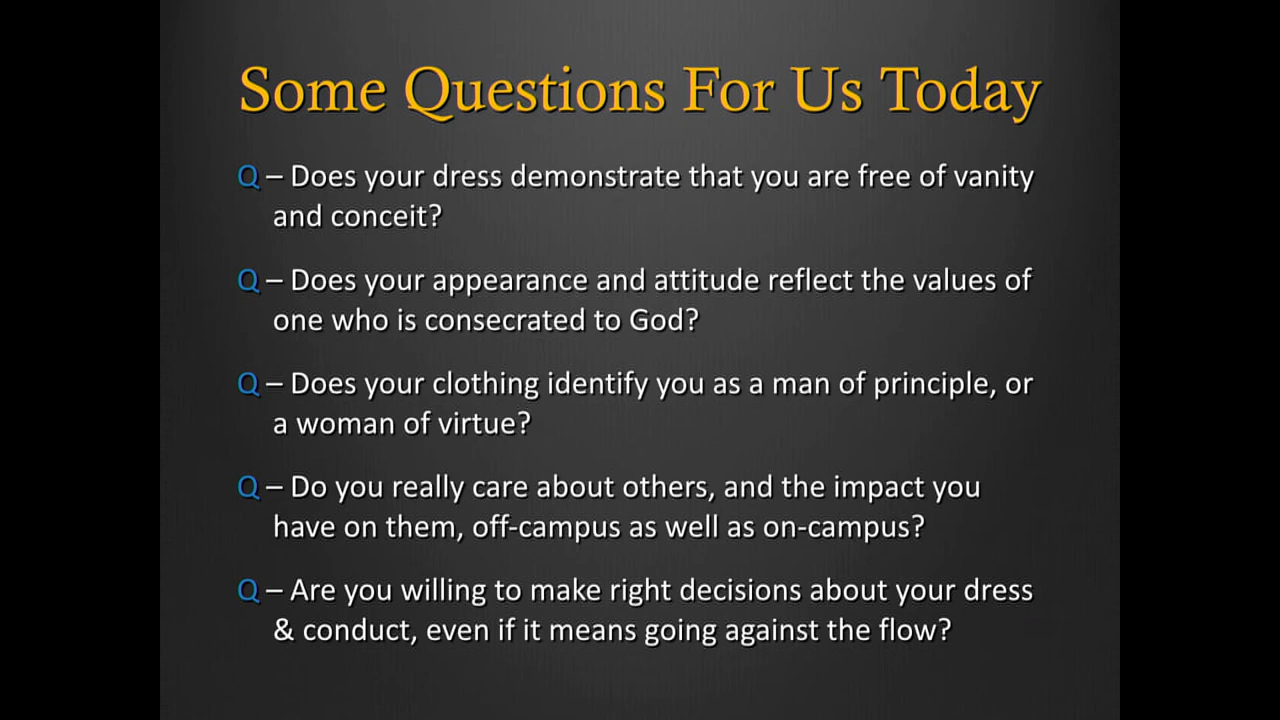 Some Questions For Us Today
Q – Does your dress demonstrate that you are free of vanity
and conceit?
Q – Does your appearance and attitude reflect the values of
one who is consecrated to God?
Q – Does your clothing identify you as a man of principle, or
a woman of virtue?
Q – Do you really care about others, and the impact you
have on them, off-campus as well as on-campus?
Q – Are you willing to make right decisions about your dress
& conduct, even if it means going against the flow?